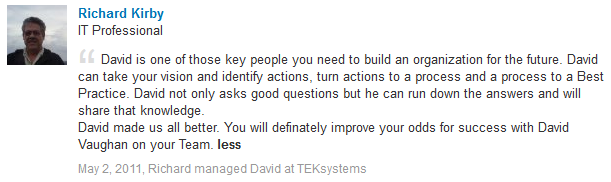 Richard Kirby
IT Professional
“ David is one of those key people you need to build an organization for the future. David
can take your vision and identify actions, turn actions to a process and a process to a Best
Practice. David not only asks good questions but he can run down the answers and will
share that knowledge.
David made us all better. You will definately improve your odds for success with David
Vaughan on your Team. less
May 2, 2011, Richard managed David at TEKsystems